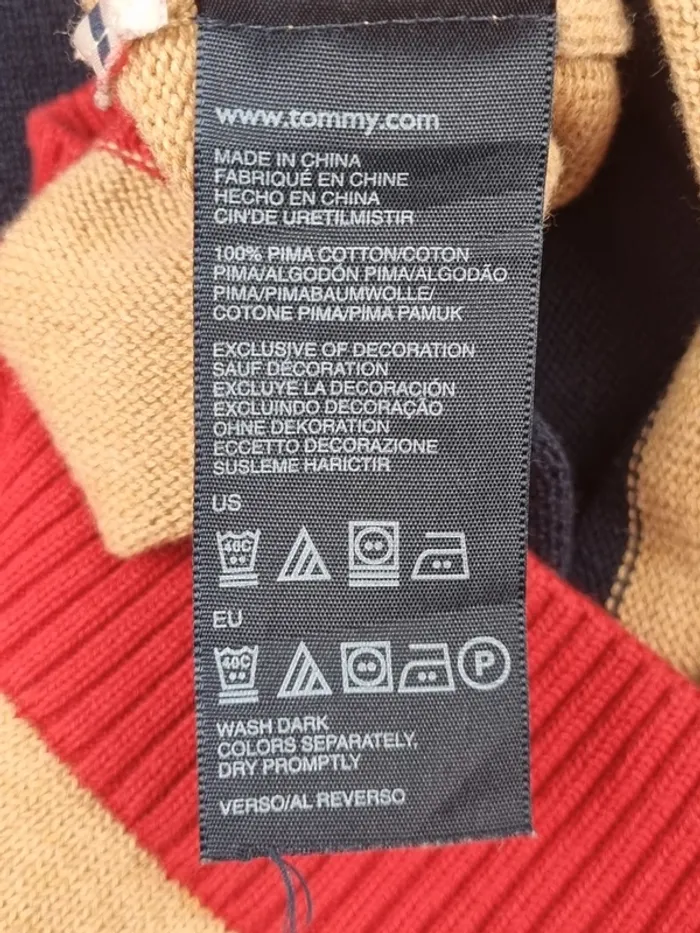 www.tommy.com
MADE IN CHINA
FABRIQUÉ EN CHINE
HECHO EN CHINA
CIN'DE URETILMISTIR
100% PIMA COTTON/COTON
PIMA/ALGODÓN PIMA/ALGODÃO
PIMA/PIMABAUMWOLLE/
COTONE PIMA/PIMA PAMUK
EXCLUSIVE OF DECORATION
SAUF DÉCORATION
EXCLUYE LA DECORACIÓN
EXCLUINDO DECORAÇÃO
OHNE DEKORATION
ECCETTO DECORAZIONE
SUSLEME HARICTIR
US
40C
EU
40C P
WASH DARK
COLORS SEPARATELY,
DRY PROMPTLY
VERSO/AL REVERSO